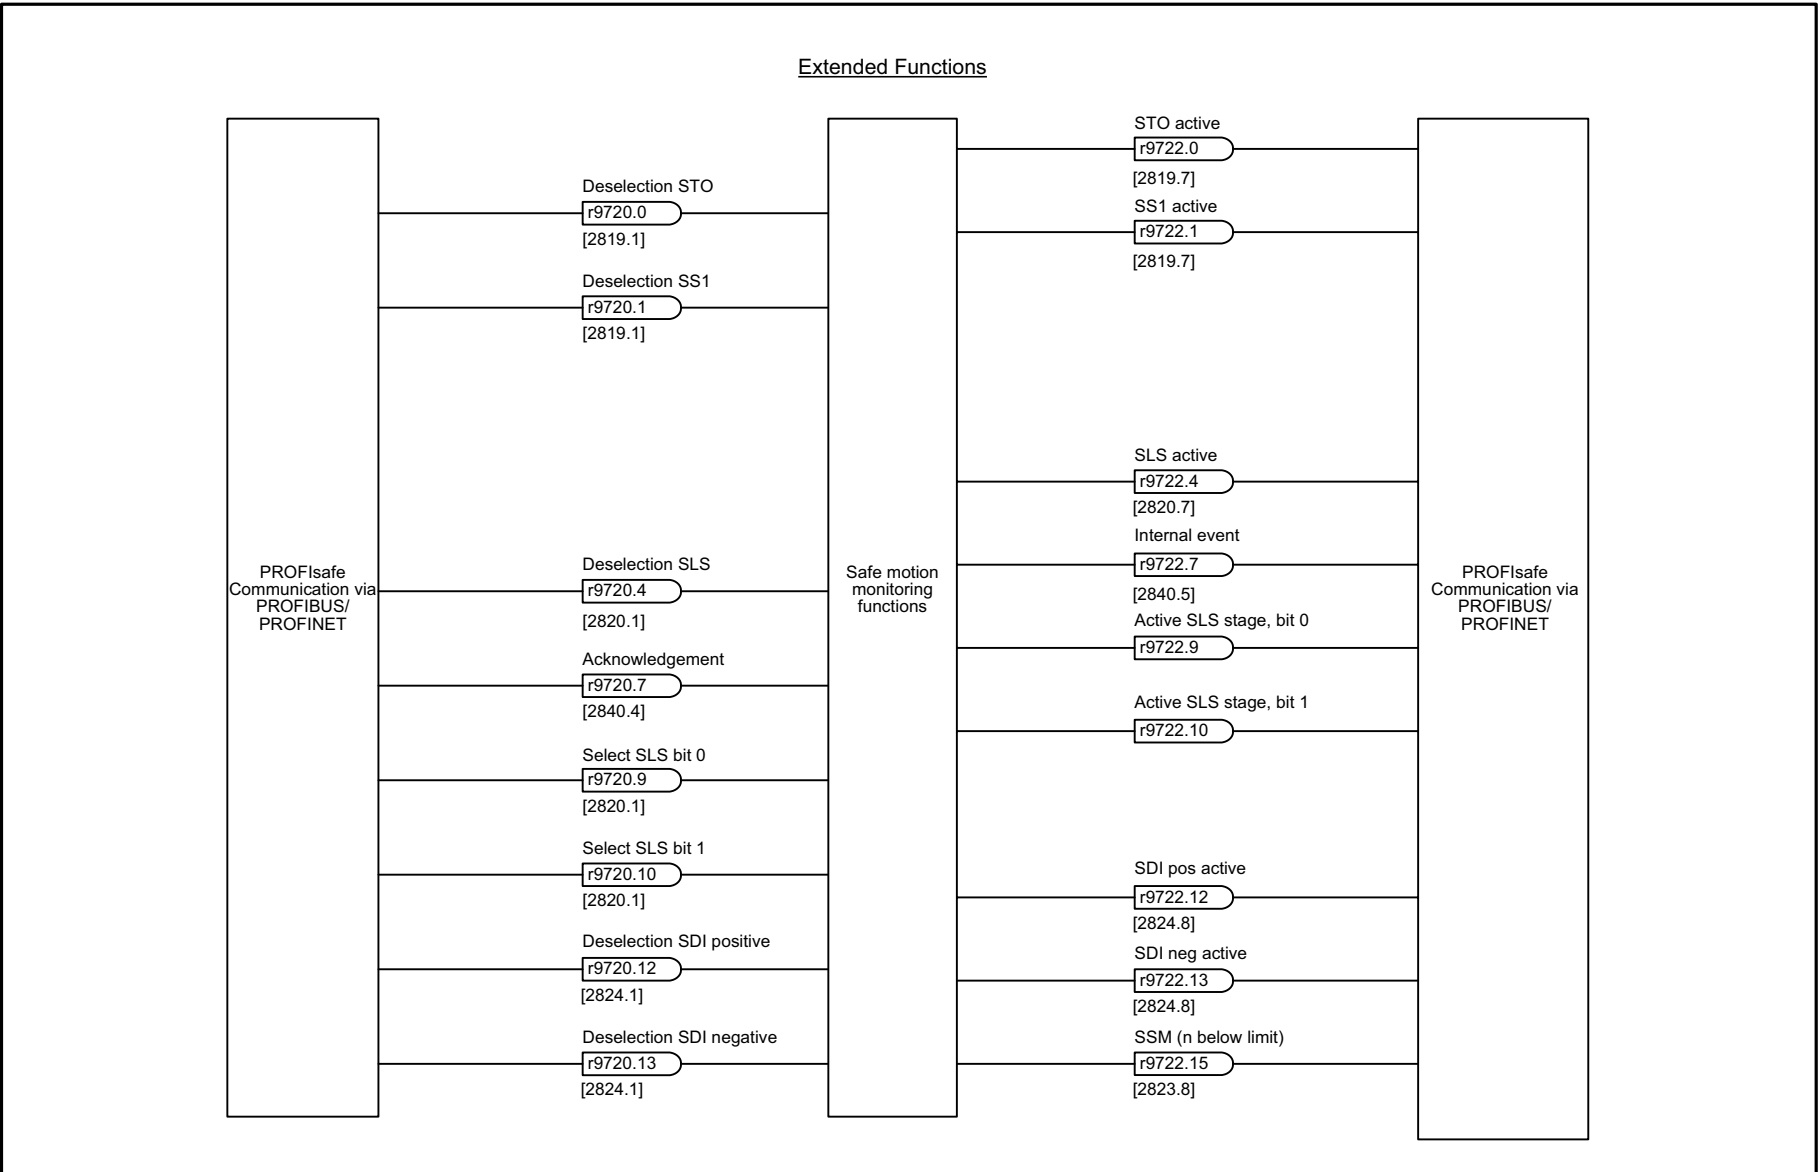 Extended Functions
PROFIsafe
Communication via
PROFIBUS/
PROFINET
Deselection STO
r9720.0
[2819.1]
Deselection SS1
r9720.1
[2819.1]
Deselection SLS
r9720.4
[2820.1]
Acknowledgement
r9720.7
[2840.4]
Select SLS bit 0
r9720.9
[2820.1]
Select SLS bit 1
r9720.10
[2820.1]
Deselection SDI positive
r9720.12
[2824.1]
Deselection SDI negative
r9720.13
[2824.1]
Safe motion
monitoring
functions
STO active
r9722.0
[2819.7]
SS1 active
r9722.1
[2819.7]
SLS active
r9722.4
[2820.7]
Internal event
r9722.7
[2840.5]
Active SLS stage, bit 0
r9722.9
Active SLS stage, bit 1
r9722.10
SDI pos active
r9722.12
[2824.8]
SDI neg active
r9722.13
[2824.8]
SSM (n below limit)
r9722.15
[2823.8]
PROFIsafe
Communication via
PROFIBUS/
PROFINET